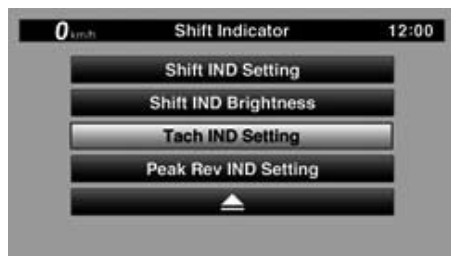 0 km/h Shift Indicator 12:00
Shift IND Setting
Shift IND Brightness
Tach IND Setting
Peak Rev IND Setting